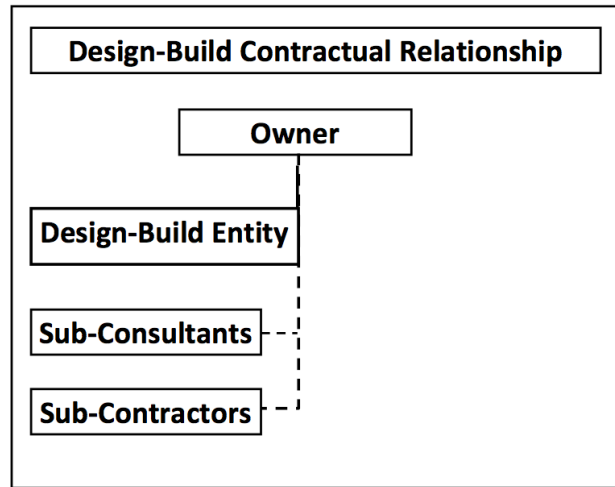 Design-Build Contractual Relationship
Owner
Design-Build Entity
Sub-Consultants
Sub-Contractors